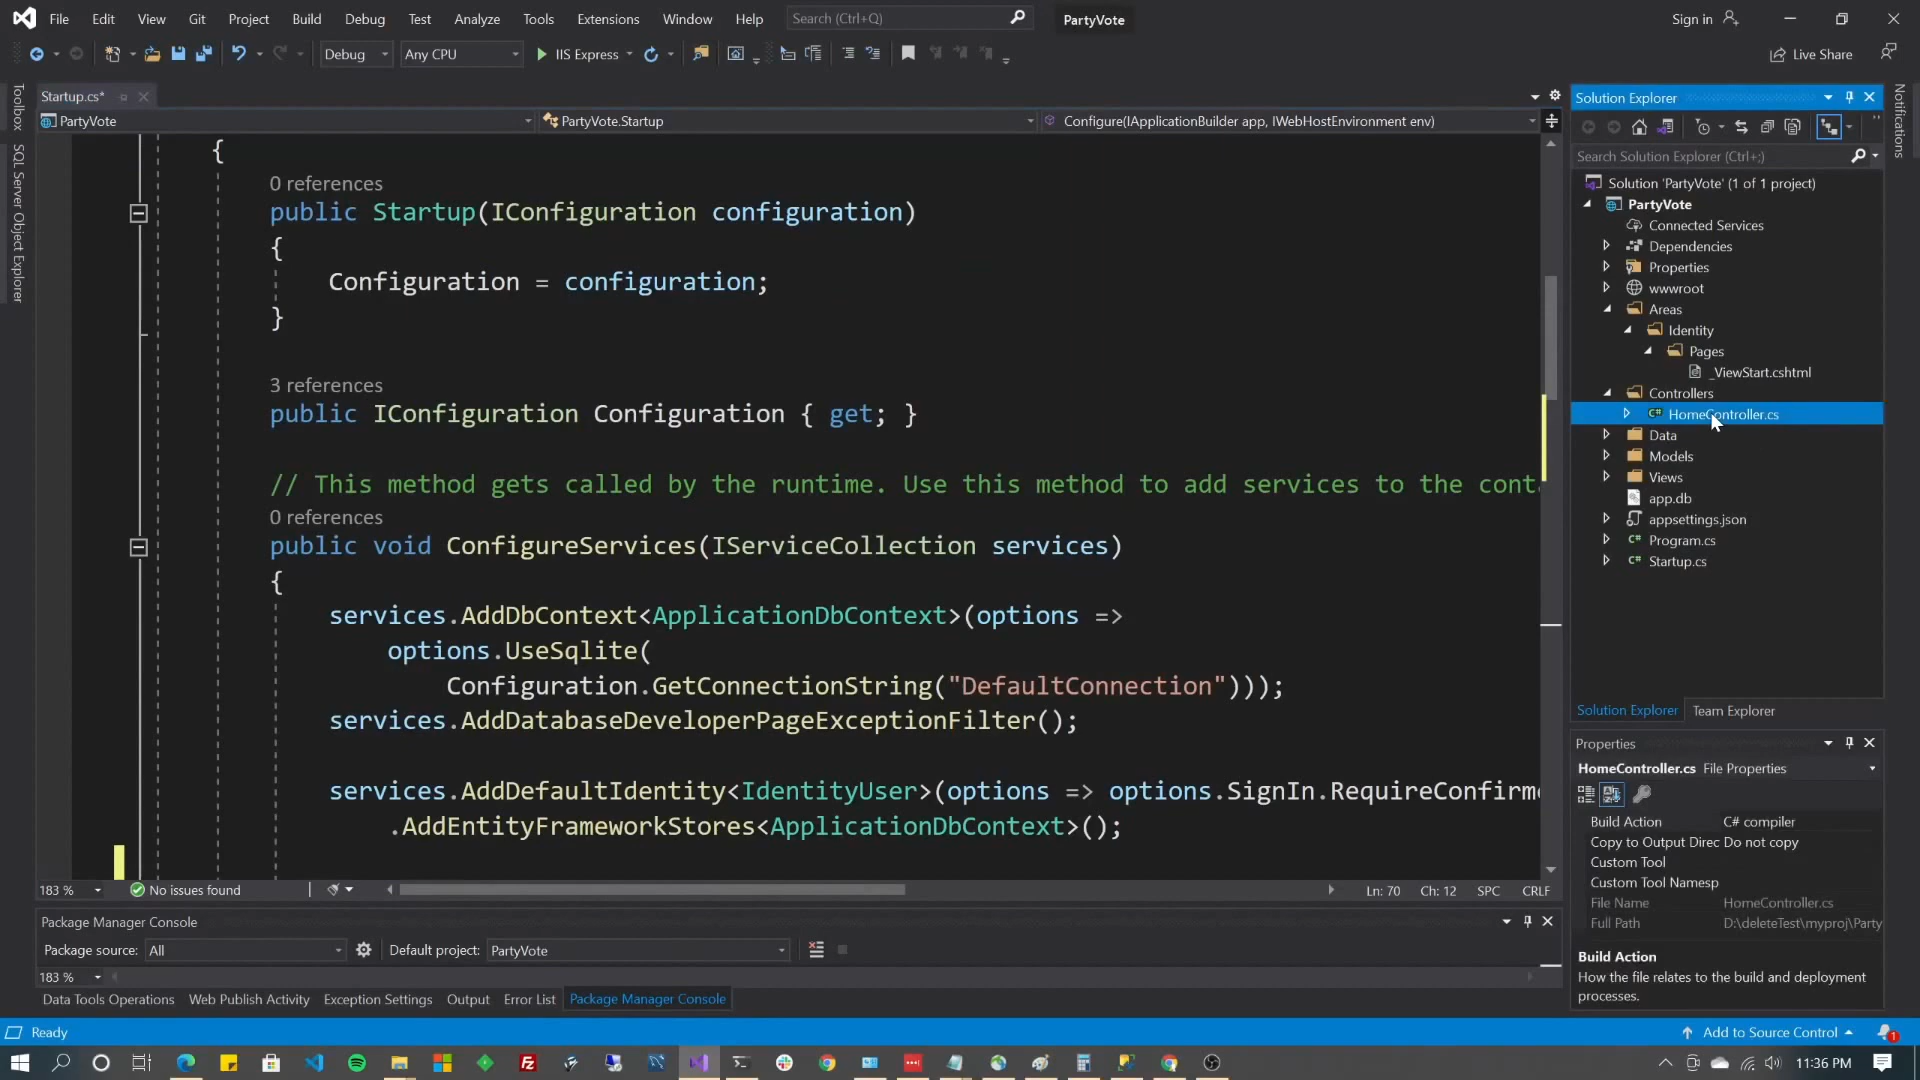 File Edit View Git Project Build Debug Test Analyze Tools Extensions Window Help Search (Ctrl+Q) PartyVote Sign in
Debug Any CPU IIS Express Live Share
Startup.cs*
PartyVote PartyVote.Startup Configure(IApplicationBuilder app, IWebHostEnvironment env)
Toolbox
SQL Server Object Explorer
{
0 references
public Startup(IConfiguration configuration)
{
Configuration = configuration;
}
3 references
public IConfiguration Configuration { get; }
// This method gets called by the runtime. Use this method to add services to the conta
0 references
public void ConfigureServices(IServiceCollection services)
{
services.AddDbContext<ApplicationDbContext>(options =>
options.UseSqlite(
Configuration.GetConnectionString("DefaultConnection")));
services.AddDatabaseDeveloperPageExceptionFilter();
services.AddDefaultIdentity<IdentityUser>(options => options.SignIn.RequireConfirme
.AddEntityFrameworkStores<ApplicationDbContext>();
183 % No issues found Ln: 70 Ch: 12 SPC CRLF
Package Manager Console
Package source: All Default project: PartyVote
183 %
Data Tools Operations Web Publish Activity Exception Settings Output Error List Package Manager Console
Solution Explorer
Search Solution Explorer (Ctrl+;)
Solution 'PartyVote' (1 of 1 project)
PartyVote
Connected Services
Dependencies
Properties
wwwroot
Areas
Identity
Pages
_ViewStart.cshtml
Controllers
C# HomeController.cs
Data
Models
Views
app.db
appsettings.json
C# Program.cs
C# Startup.cs
Solution Explorer Team Explorer
Properties
HomeController.cs File Properties
Build Action C# compiler
Copy to Output Direc Do not copy
Custom Tool
Custom Tool Namesp
File Name HomeController.cs
Full Path D:\deleteTest\myproj\Party
Build Action
How the file relates to the build and deployment
processes.
Notifications
Ready Add to Source Control 1
11:36 PM